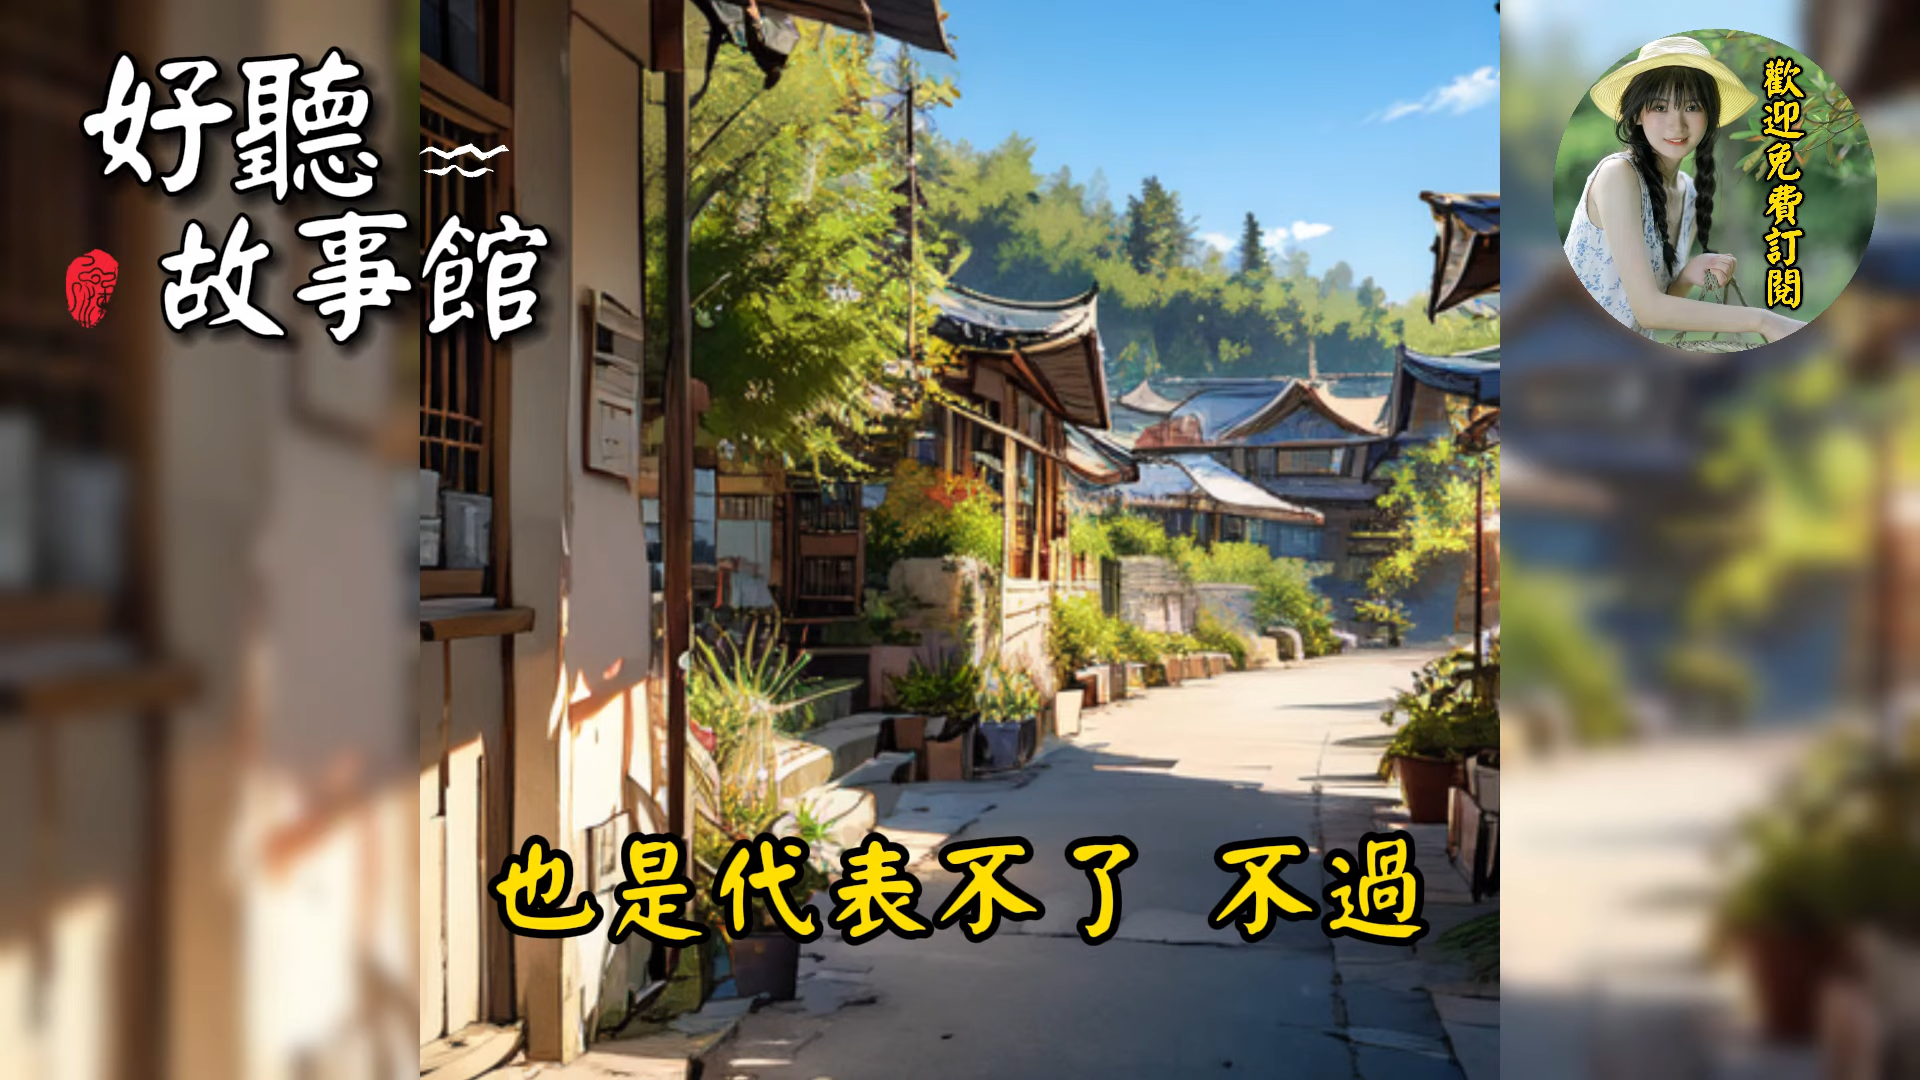 好聽
故事館
歡迎免費訂閱
也是代表不了 不過